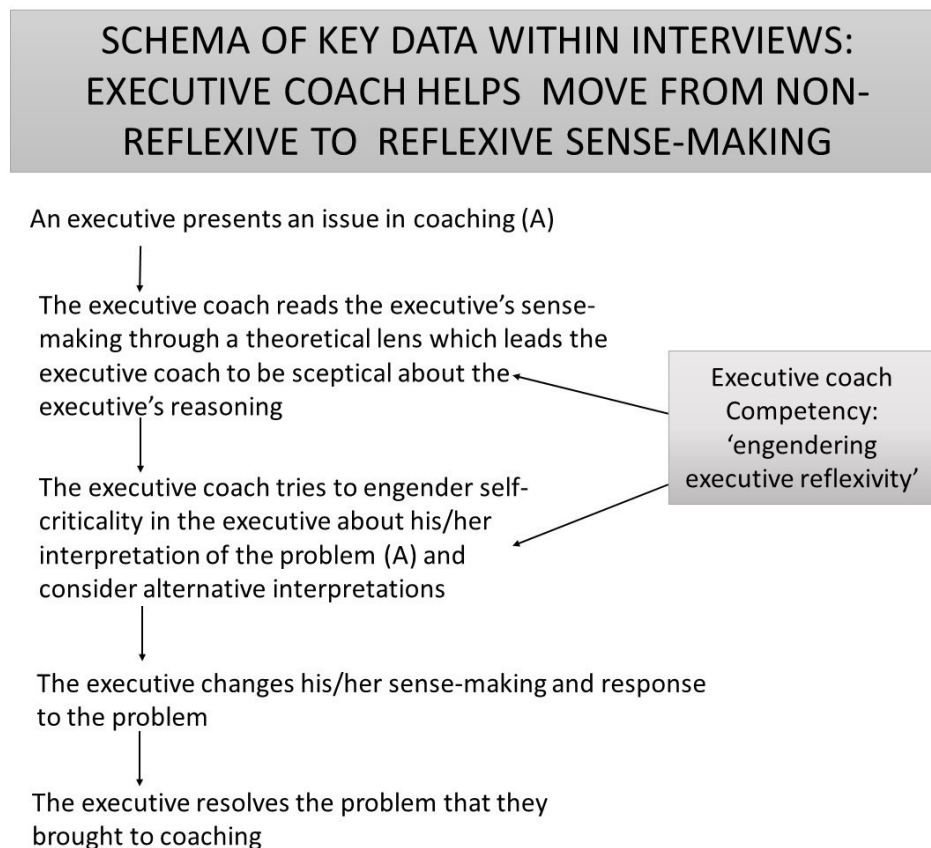 SCHEMA OF KEY DATA WITHIN INTERVIEWS:
EXECUTIVE COACH HELPS MOVE FROM NON-
REFLEXIVE TO REFLEXIVE SENSE-MAKING
An executive presents an issue in coaching (A)
The executive coach reads the executive’s sense-
making through a theoretical lens which leads the
executive coach to be sceptical about the
executive’s reasoning
Executive coach
Competency:
‘engendering
executive reflexivity’
The executive coach tries to engender self-
criticality in the executive about his/her
interpretation of the problem (A) and
consider alternative interpretations
The executive changes his/her sense-making and response
to the problem
The executive resolves the problem that they
brought to coaching